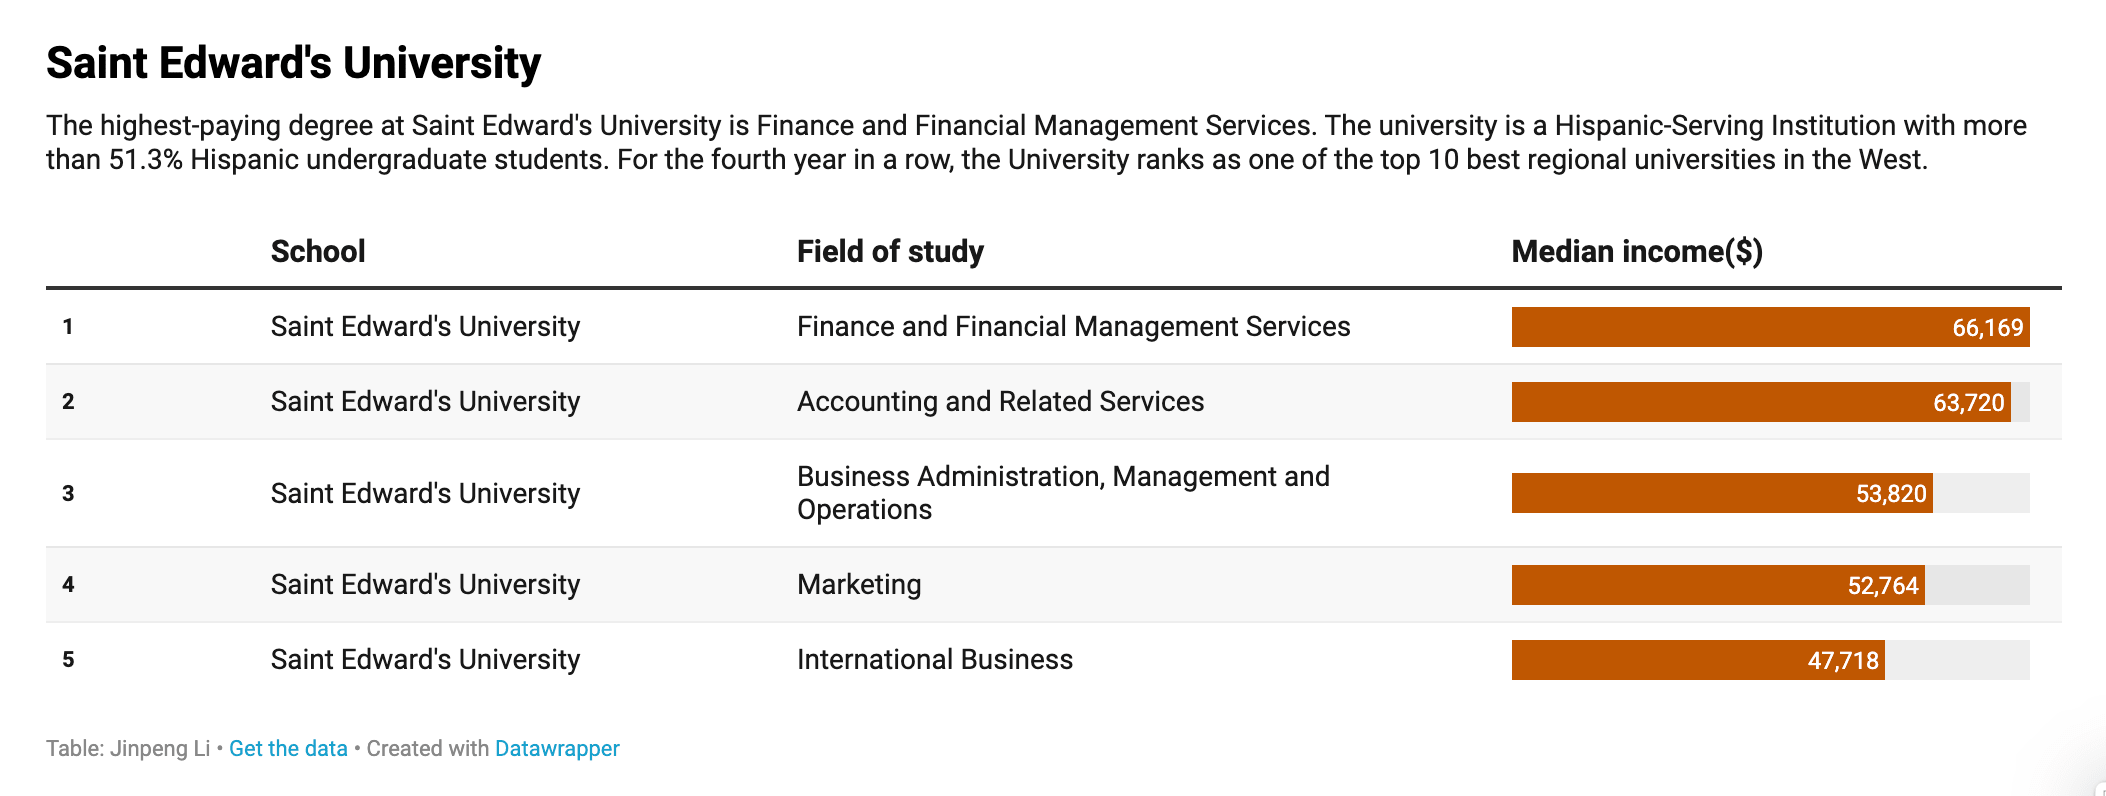 Saint Edward's University
The highest-paying degree at Saint Edward's University is Finance and Financial Management Services. The university is a Hispanic-Serving Institution with more
than 51.3% Hispanic undergraduate students. For the fourth year in a row, the University ranks as one of the top 10 best regional universities in the West.
School Field of study Median income($)
1 Saint Edward's University Finance and Financial Management Services 66,169
2 Saint Edward's University Accounting and Related Services 63,720
3 Saint Edward's University Business Administration, Management and
Operations 53,820
4 Saint Edward's University Marketing 52,764
5 Saint Edward's University International Business 47,718
Table: Jinpeng Li • Get the data • Created with Datawrapper